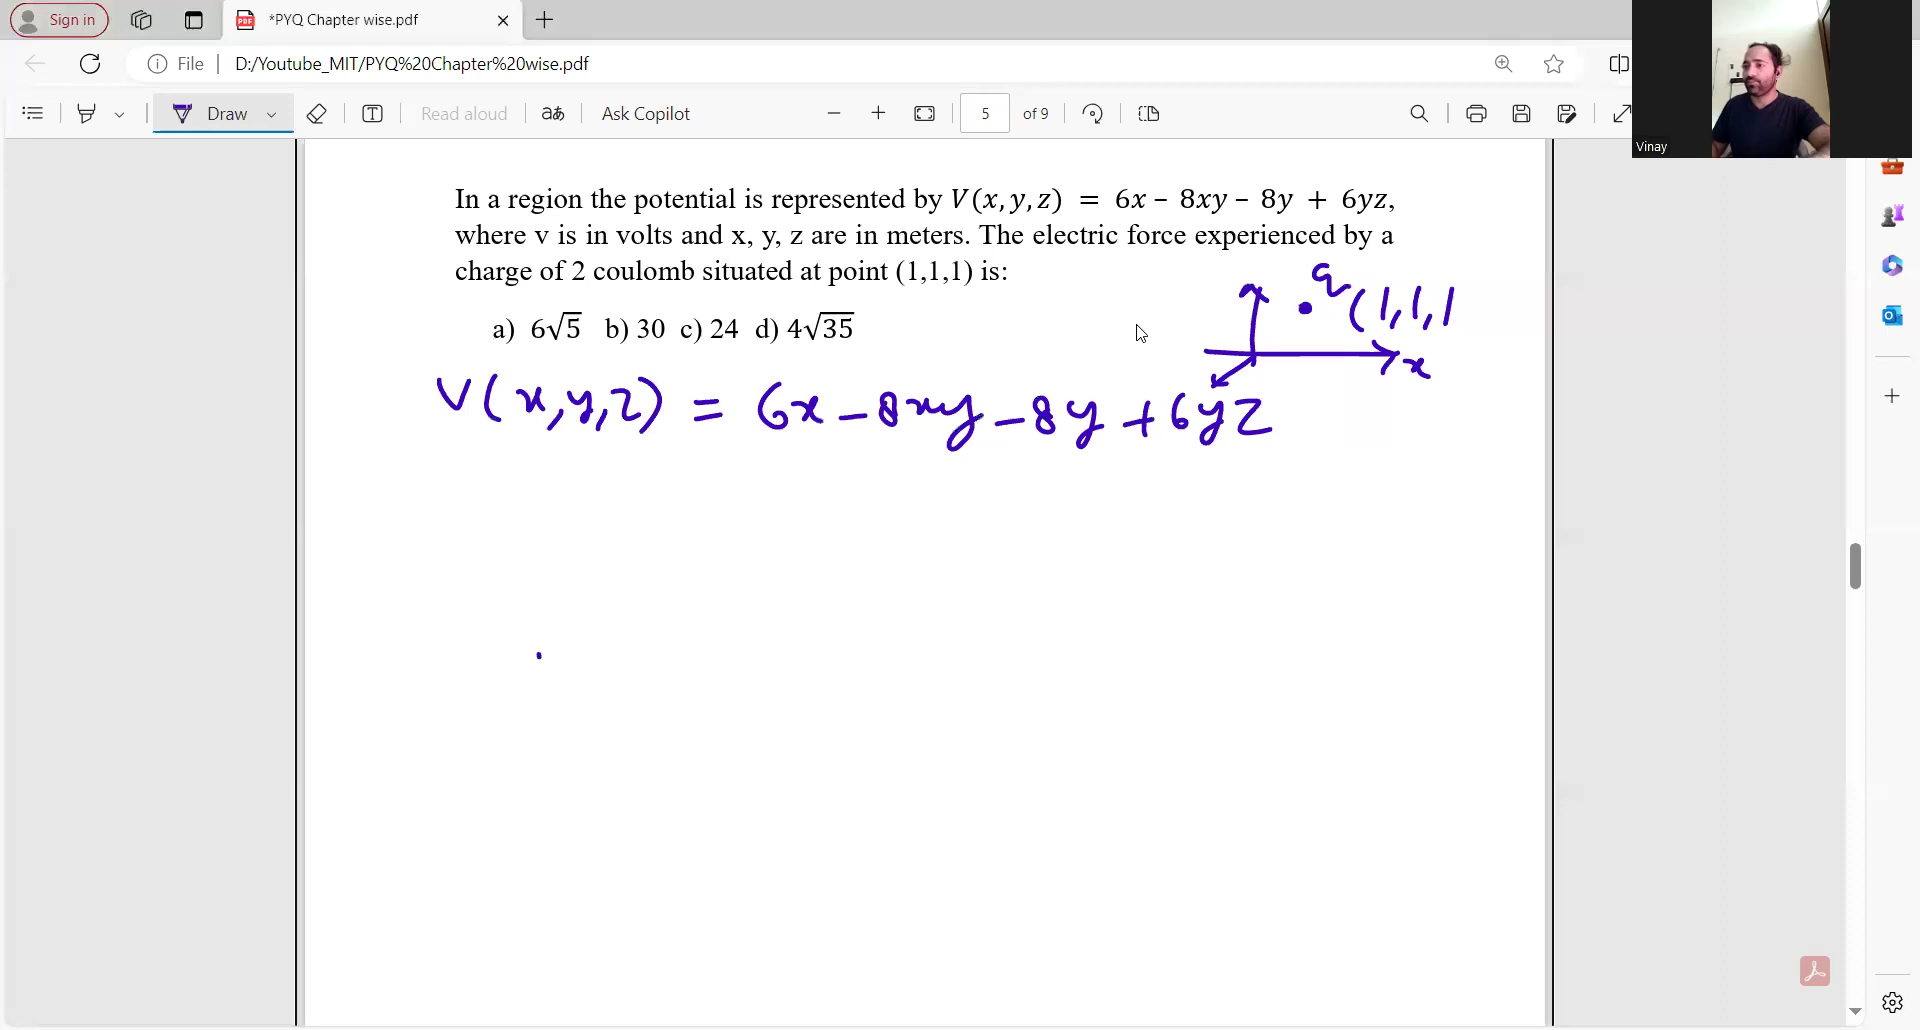 Sign in
*PYQ Chapter wise.pdf
File
D:/Youtube_MIT/PYQ%20Chapter%20wise.pdf
Draw
Read aloud
aあ
Ask Copilot
5 of 9
Vinay
In a region the potential is represented by V(x, y, z) = 6x – 8xy – 8y + 6yz,
where v is in volts and x, y, z are in meters. The electric force experienced by a
charge of 2 coulomb situated at point (1,1,1) is:
a) 6√5 b) 30 c) 24 d) 4√35
q (1,1,1
x
V(x,y,z) = 6x – 8xy – 8y + 6yz